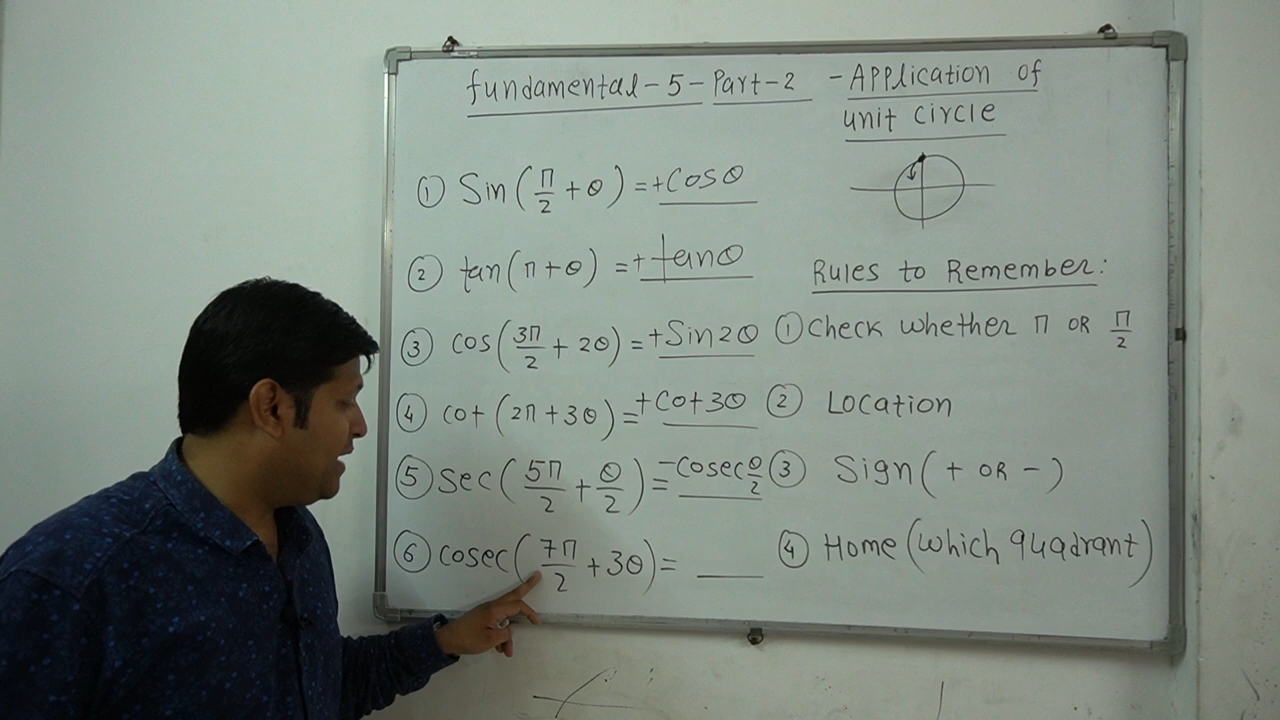 fundamental-5-Part-2 - Application of
unit circle
① Sin(π/2 + θ) = +Cosθ
② tan(π+θ) = + tanθ
Rules to Remember:
③ cos(3π/2 + 2θ) = +Sin2θ
① Check whether π OR π/2
④ cot(2π+3θ) = +Cot3θ
② Location
⑤ Sec(5π/2 + θ/2) = -Cosec θ/2
③ Sign (+ OR -)
⑥ Cosec(7π/2 + 3θ) = ___
④ Home (which quadrant)